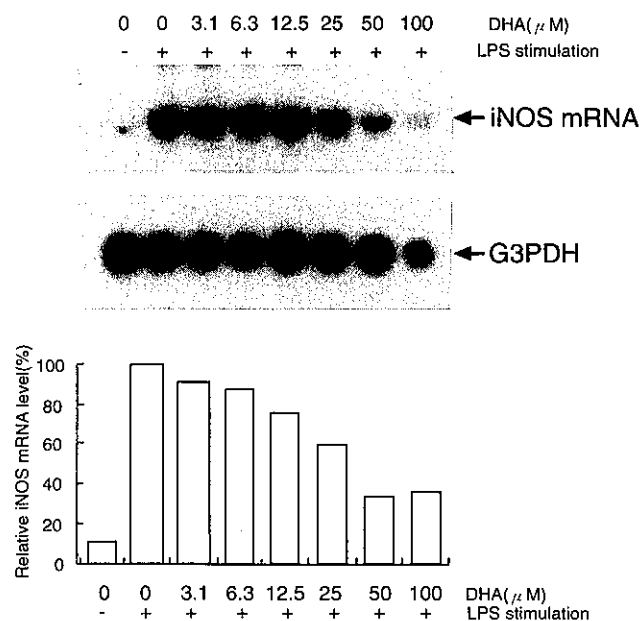 0 0 3.1 6.3 12.5 25 50 100 DHA(μM)
- + + + + + + + LPS stimulation
iNOS mRNA
G3PDH
Relative iNOS mRNA level(%)
100
80
60
40
20
0
0 0 3.1 6.3 12.5 25 50 100 DHA(μM)
- + + + + + + + LPS stimulation